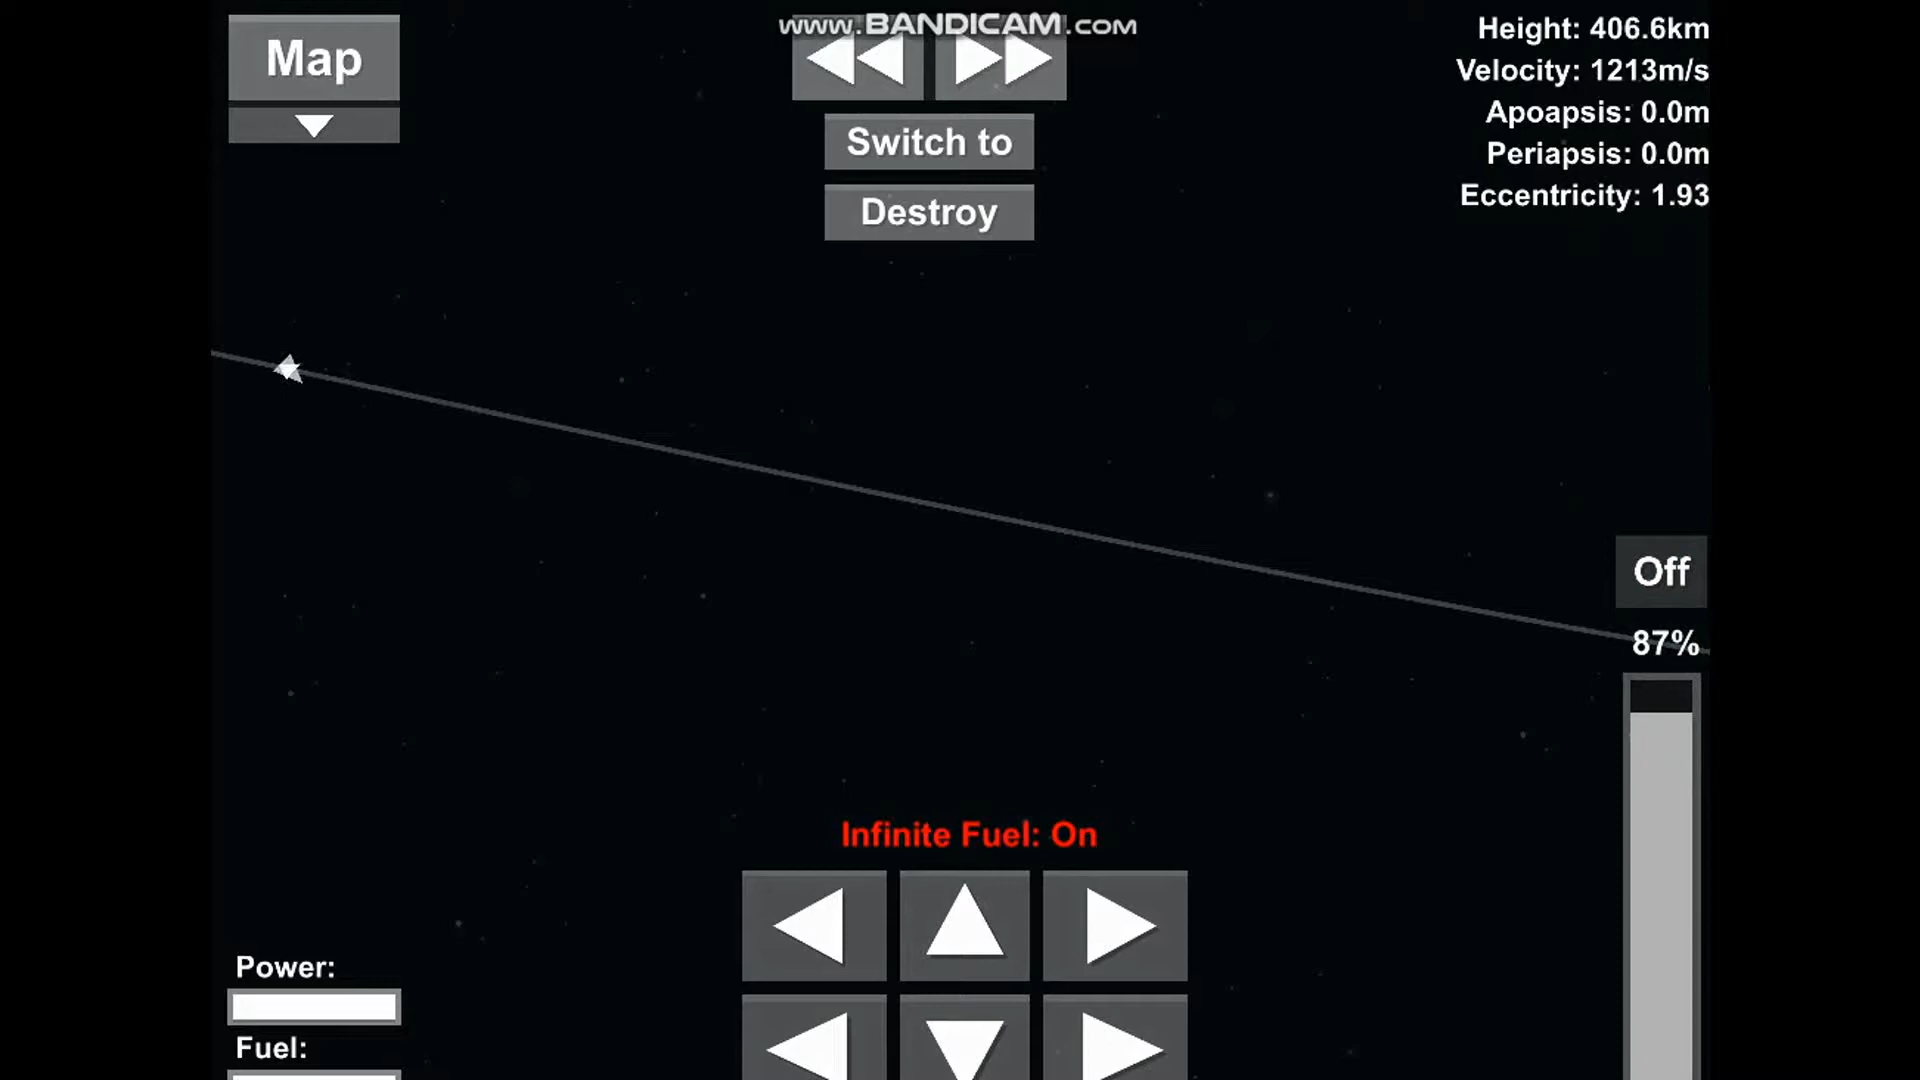 www.BANDICAM.com
Map
Height: 406.6km
Velocity: 1213m/s
Apoapsis: 0.0m
Periapsis: 0.0m
Eccentricity: 1.93
Switch to
Destroy
Off
87%
Infinite Fuel: On
Power:
Fuel: